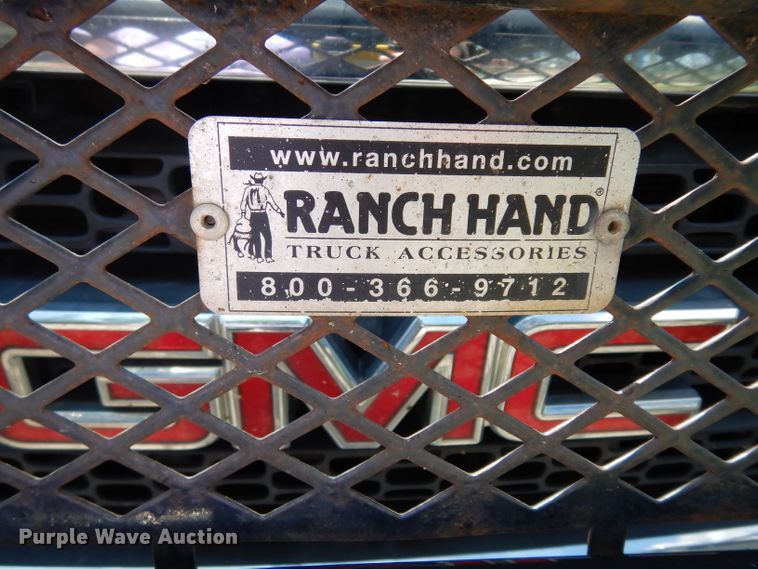 www.ranchhand.com
RANCH HAND®
TRUCK ACCESSORIES
800-366-9712
GMC
Purple Wave Auction